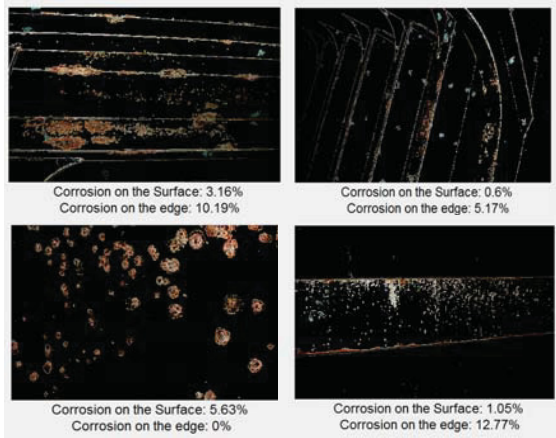 Corrosion on the Surface: 3.16%
Corrosion on the edge: 10.19%
Corrosion on the Surface: 0.6%
Corrosion on the edge: 5.17%
Corrosion on the Surface: 5.63%
Corrosion on the edge: 0%
Corrosion on the Surface: 1.05%
Corrosion on the edge: 12.77%